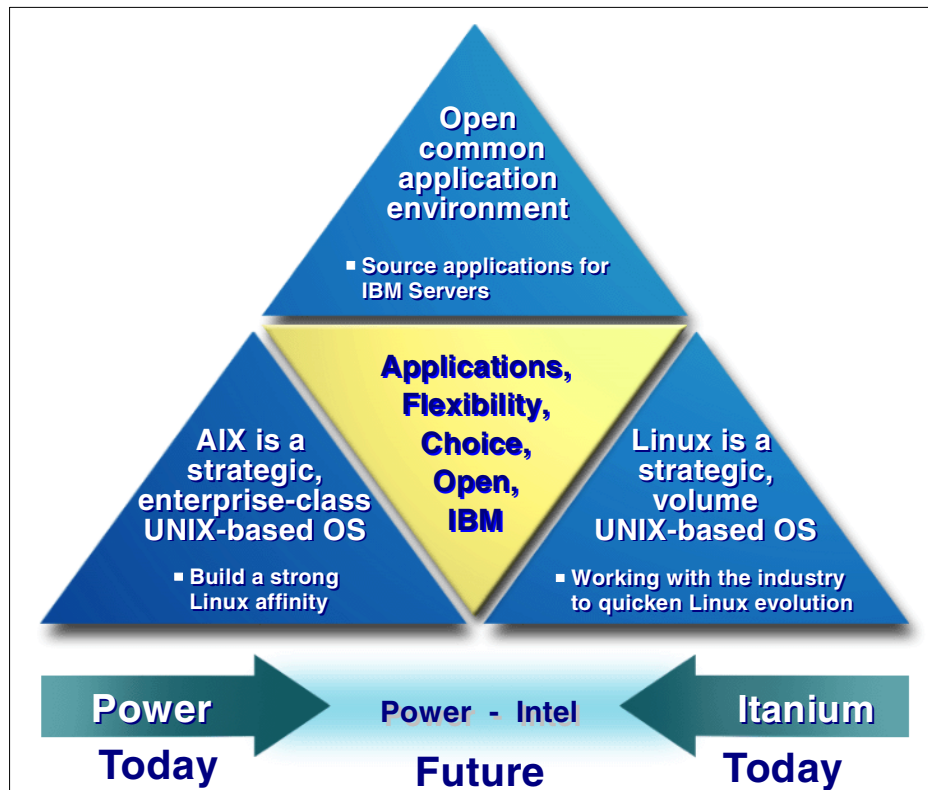 Open
common
application
environment
▪ Source applications for
IBM Servers
Applications,
Flexibility,
Choice,
Open,
IBM
AIX is a
strategic,
enterprise-class
UNIX-based OS
▪ Build a strong
Linux affinity
Linux is a
strategic,
volume
UNIX-based OS
▪ Working with the industry
to quicken Linux evolution
Power
Power - Intel
Itanium
Today
Future
Today